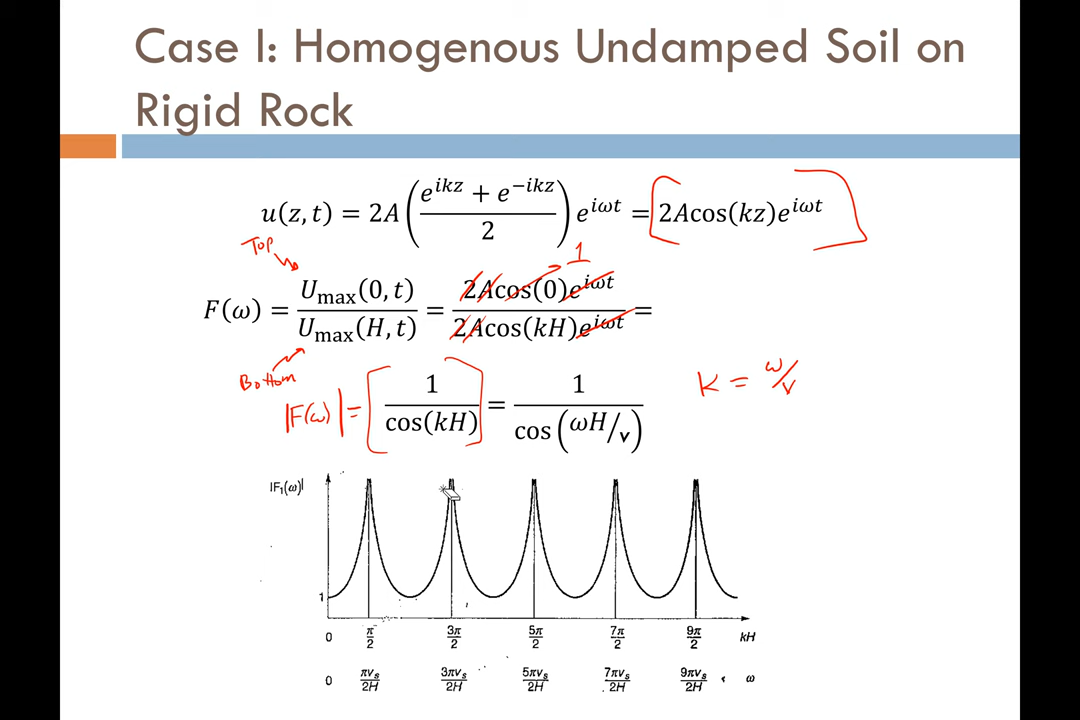 Case I: Homogenous Undamped Soil on
Rigid Rock
u(z,t) = 2A((e^{ikz} + e^{-ikz})/2)e^{iωt} = [2Acos(kz)e^{iωt}]
Top
1
F(ω) = U_max(0,t)/U_max(H,t) = 2Acos(0)e^{iωt}/2Acos(kH)e^{iωt} =
Bottom
|F(ω)| = [1/cos(kH)] = 1/cos(ωH/v)
K = ω/v
|F₁(ω)|
1
0 π/2 3π/2 5π/2 7π/2 9π/2 kH
0 πv_s/2H 3πv_s/2H 5πv_s/2H 7πv_s/2H 9πv_s/2H ω